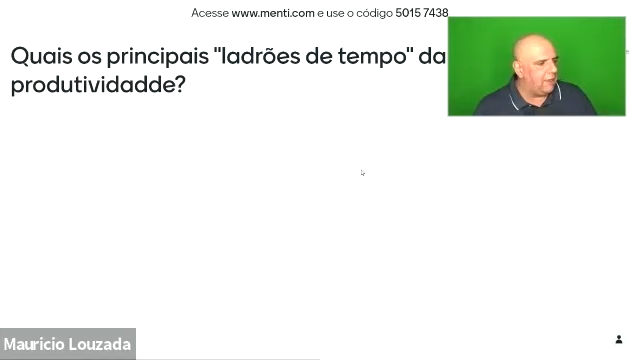 Acesse www.menti.com e use o código 5015 7438
Quais os principais "ladrões de tempo" da
produtividadde?
Mauricio Louzada